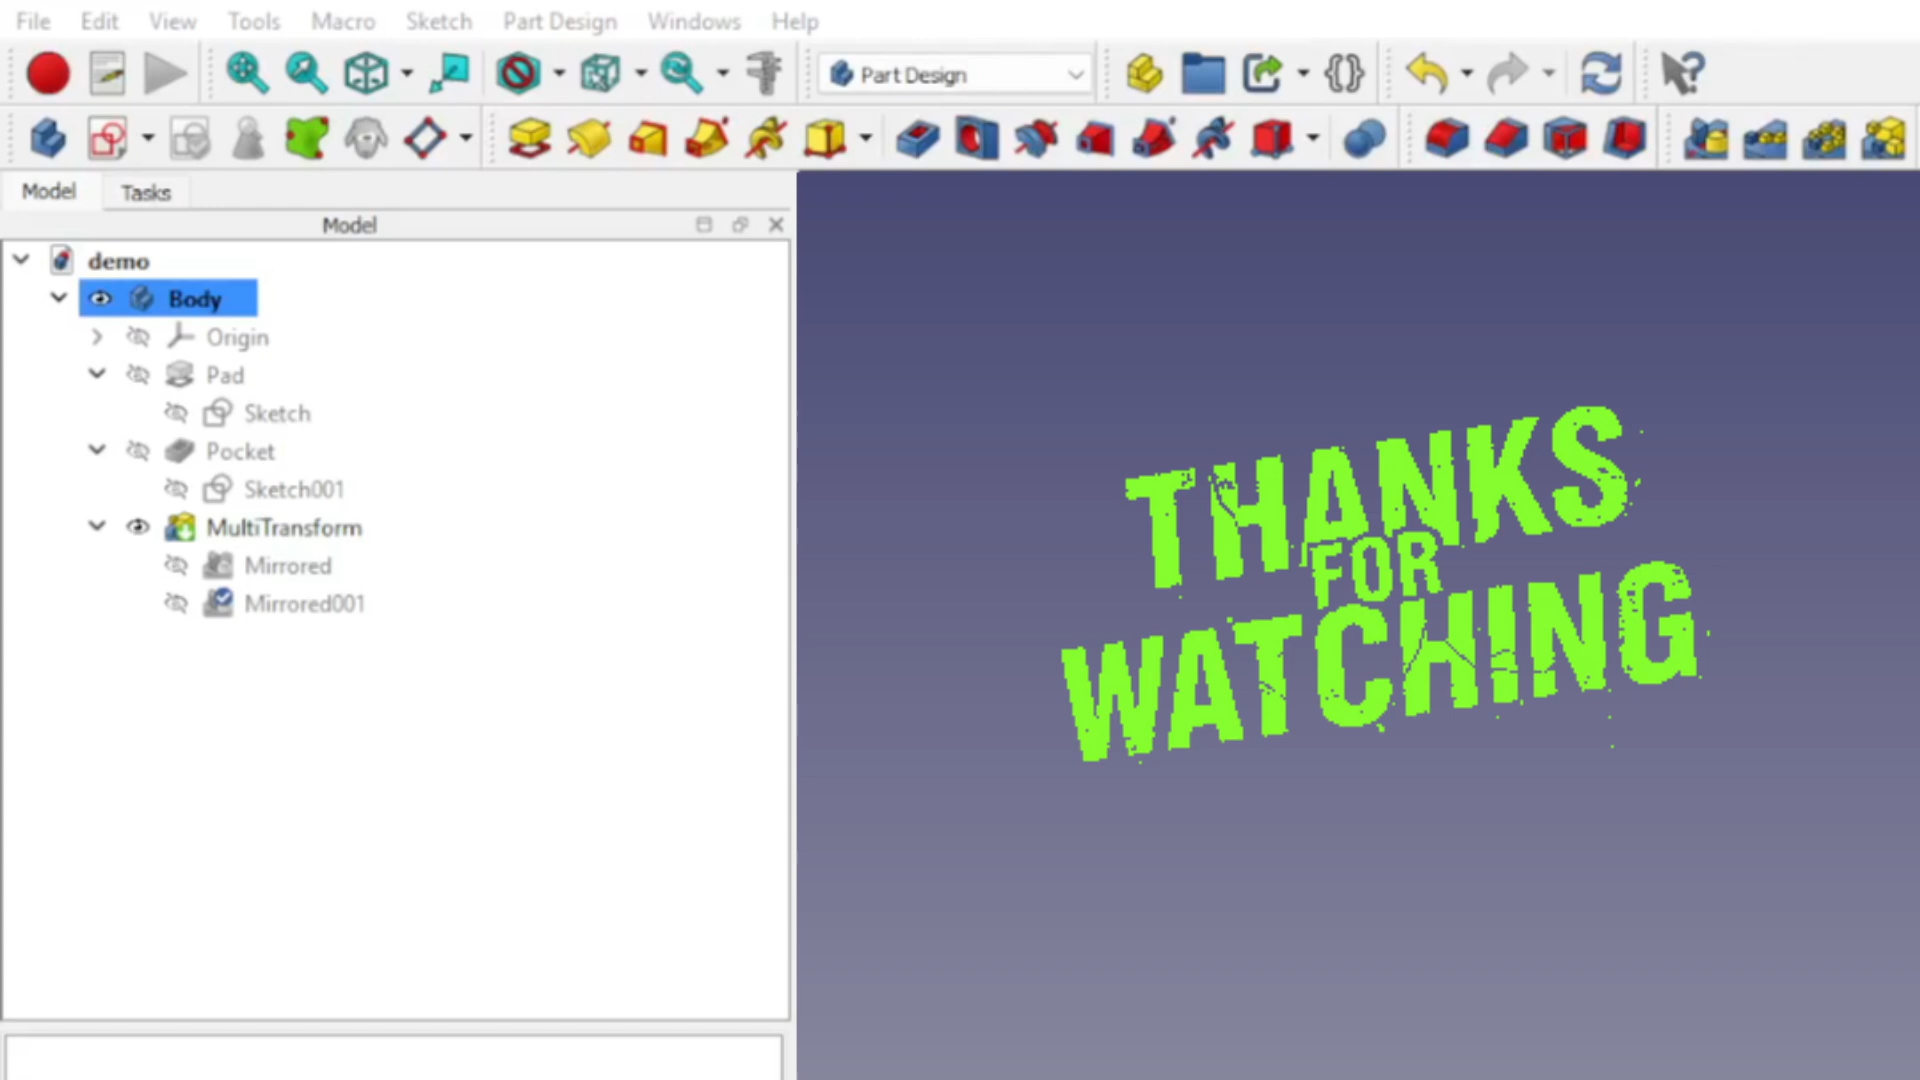 File Edit View Tools Macro Sketch Part Design Windows Help
Part Design
Model Tasks
Model
demo
Body
Origin
Pad
Sketch
Pocket
Sketch001
MultiTransform
Mirrored
Mirrored001
THANKS
FOR
WATCHING